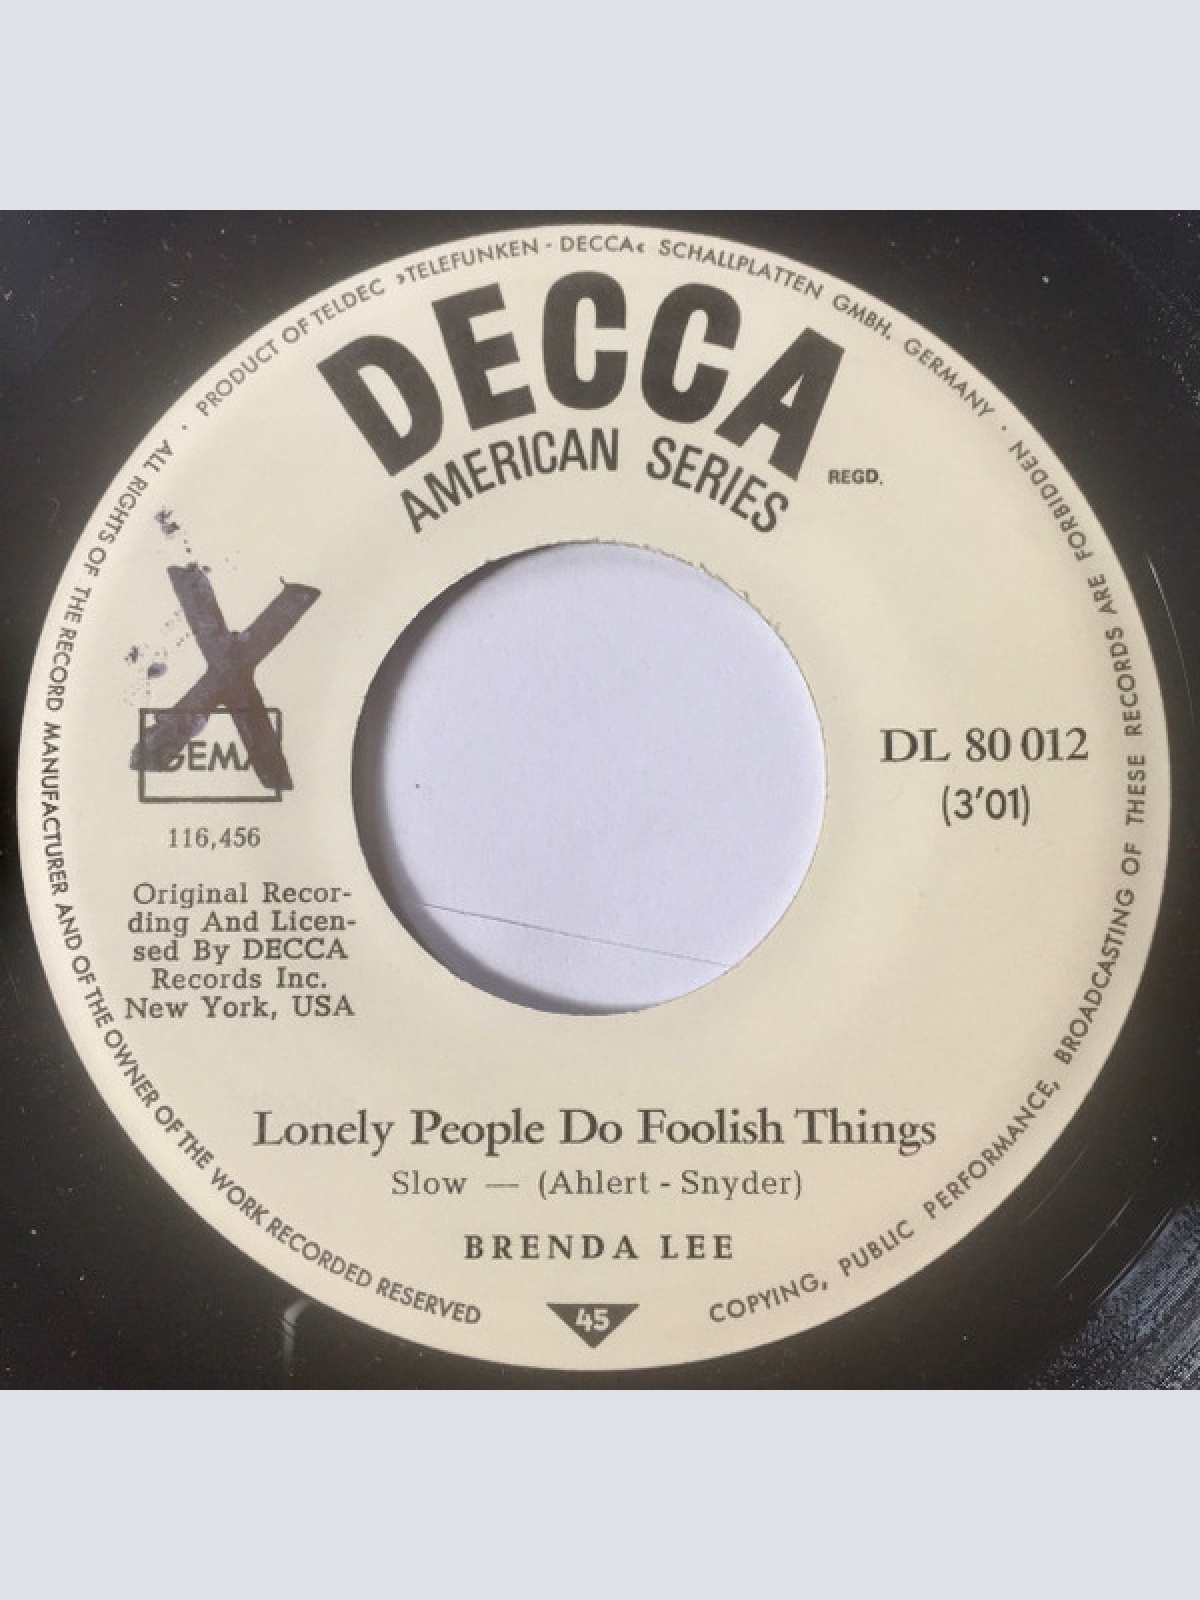 · PRODUCT OF TELDEC ›TELEFUNKEN - DECCA‹ SCHALLPLATTEN GMBH. GERMANY ·
DECCA
AMERICAN SERIES
REGD.
X
GEMA
116,456
Original Recor-
ding And Licen-
sed By DECCA
Records Inc.
New York, USA
DL 80 012
(3'01)
Lonely People Do Foolish Things
Slow — (Ahlert - Snyder)
BRENDA LEE
45
ALL RIGHTS OF THE RECORD MANUFACTURER AND OF THE OWNER OF THE WORK RECORDED RESERVED
COPYING, PUBLIC PERFORMANCE, BROADCASTING OF THESE RECORDS ARE FORBIDDEN